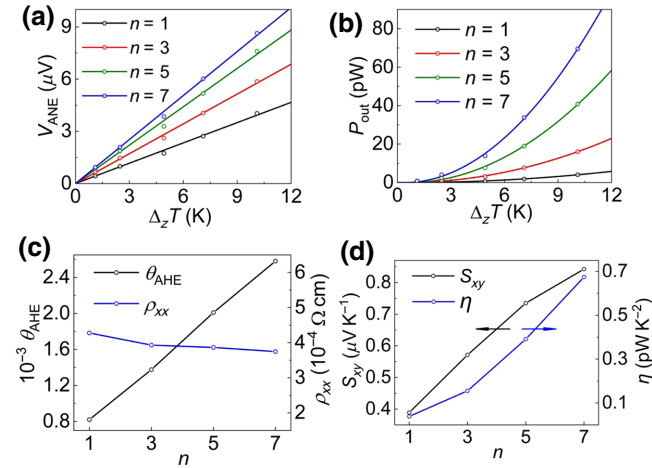 (a)
n = 1
n = 3
n = 5
n = 7
V_ANE (μV)
9
6
3
0
0 3 6 9 12
Δ_zT (K)
(b)
n = 1
n = 3
n = 5
n = 7
P_out (pW)
80
60
40
20
0
0 3 6 9 12
Δ_zT (K)
(c)
θ_AHE
ρ_xx
10⁻³ θ_AHE
2.4
2.0
1.6
1.2
0.8
6
5
4
3
2
ρ_xx (10⁻⁴ Ω cm)
1 3 5 7
n
(d)
S_xy
η
S_xy (μV K⁻¹)
0.8
0.7
0.6
0.5
0.4
0.7
0.5
0.3
0.1
η (pW K⁻²)
1 3 5 7
n